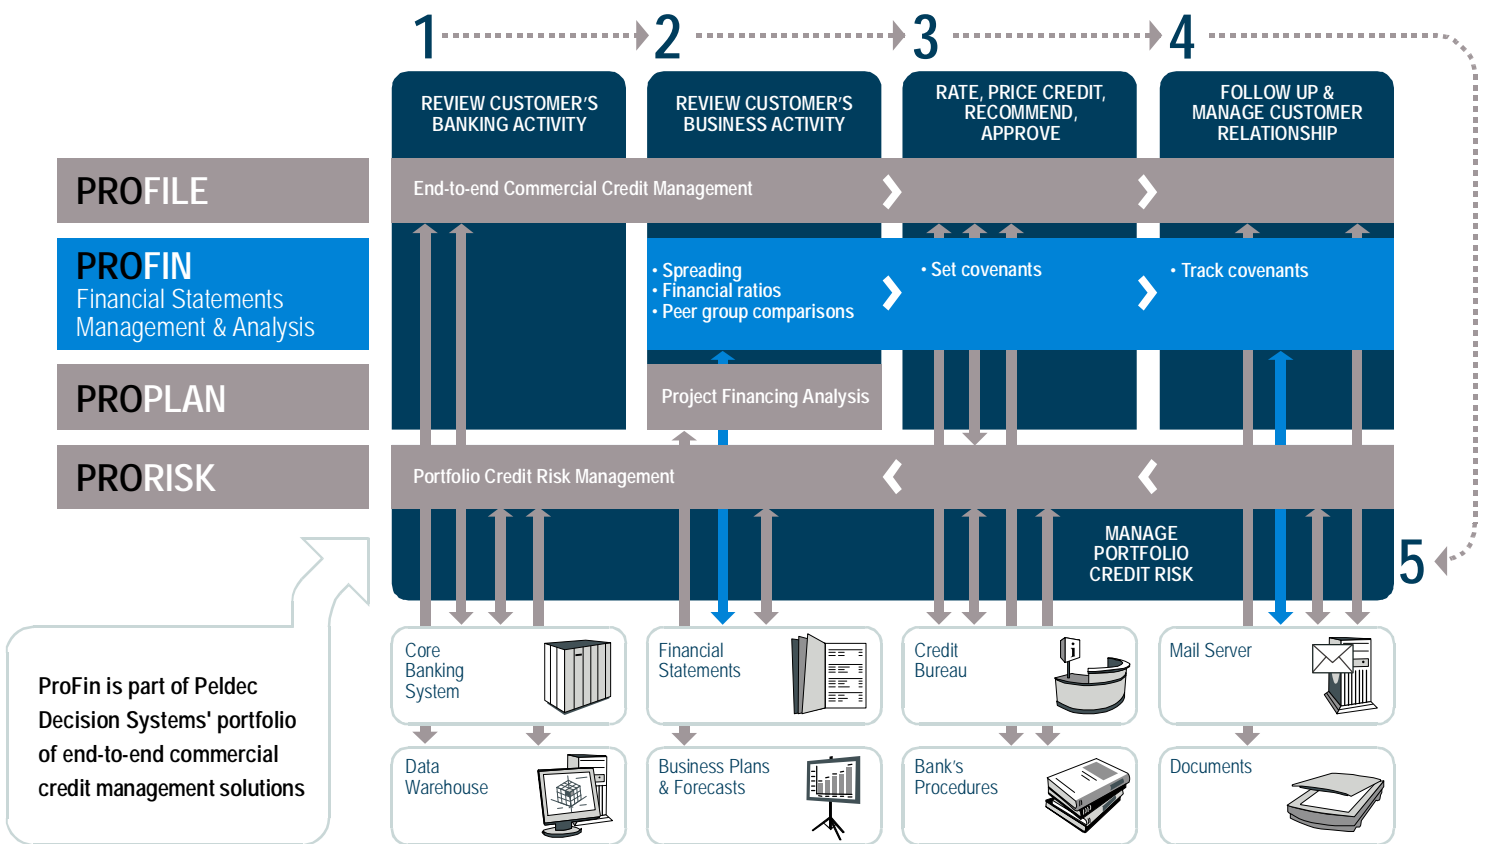 1
2
3
4
REVIEW CUSTOMER'S
BANKING ACTIVITY
REVIEW CUSTOMER'S
BUSINESS ACTIVITY
RATE, PRICE CREDIT,
RECOMMEND,
APPROVE
FOLLOW UP &
MANAGE CUSTOMER
RELATIONSHIP
PROFILE
End-to-end Commercial Credit Management
PROFIN
Financial Statements
Management & Analysis
• Spreading
• Financial ratios
• Peer group comparisons
• Set covenants
• Track covenants
PROPLAN
Project Financing Analysis
PRORISK
Portfolio Credit Risk Management
MANAGE
PORTFOLIO
CREDIT RISK
5
ProFin is part of Peldec
Decision Systems' portfolio
of end-to-end commercial
credit management solutions
Core
Banking
System
Financial
Statements
Credit
Bureau
i
Mail Server
Data
Warehouse
Business Plans
& Forecasts
Bank's
Procedures
Documents